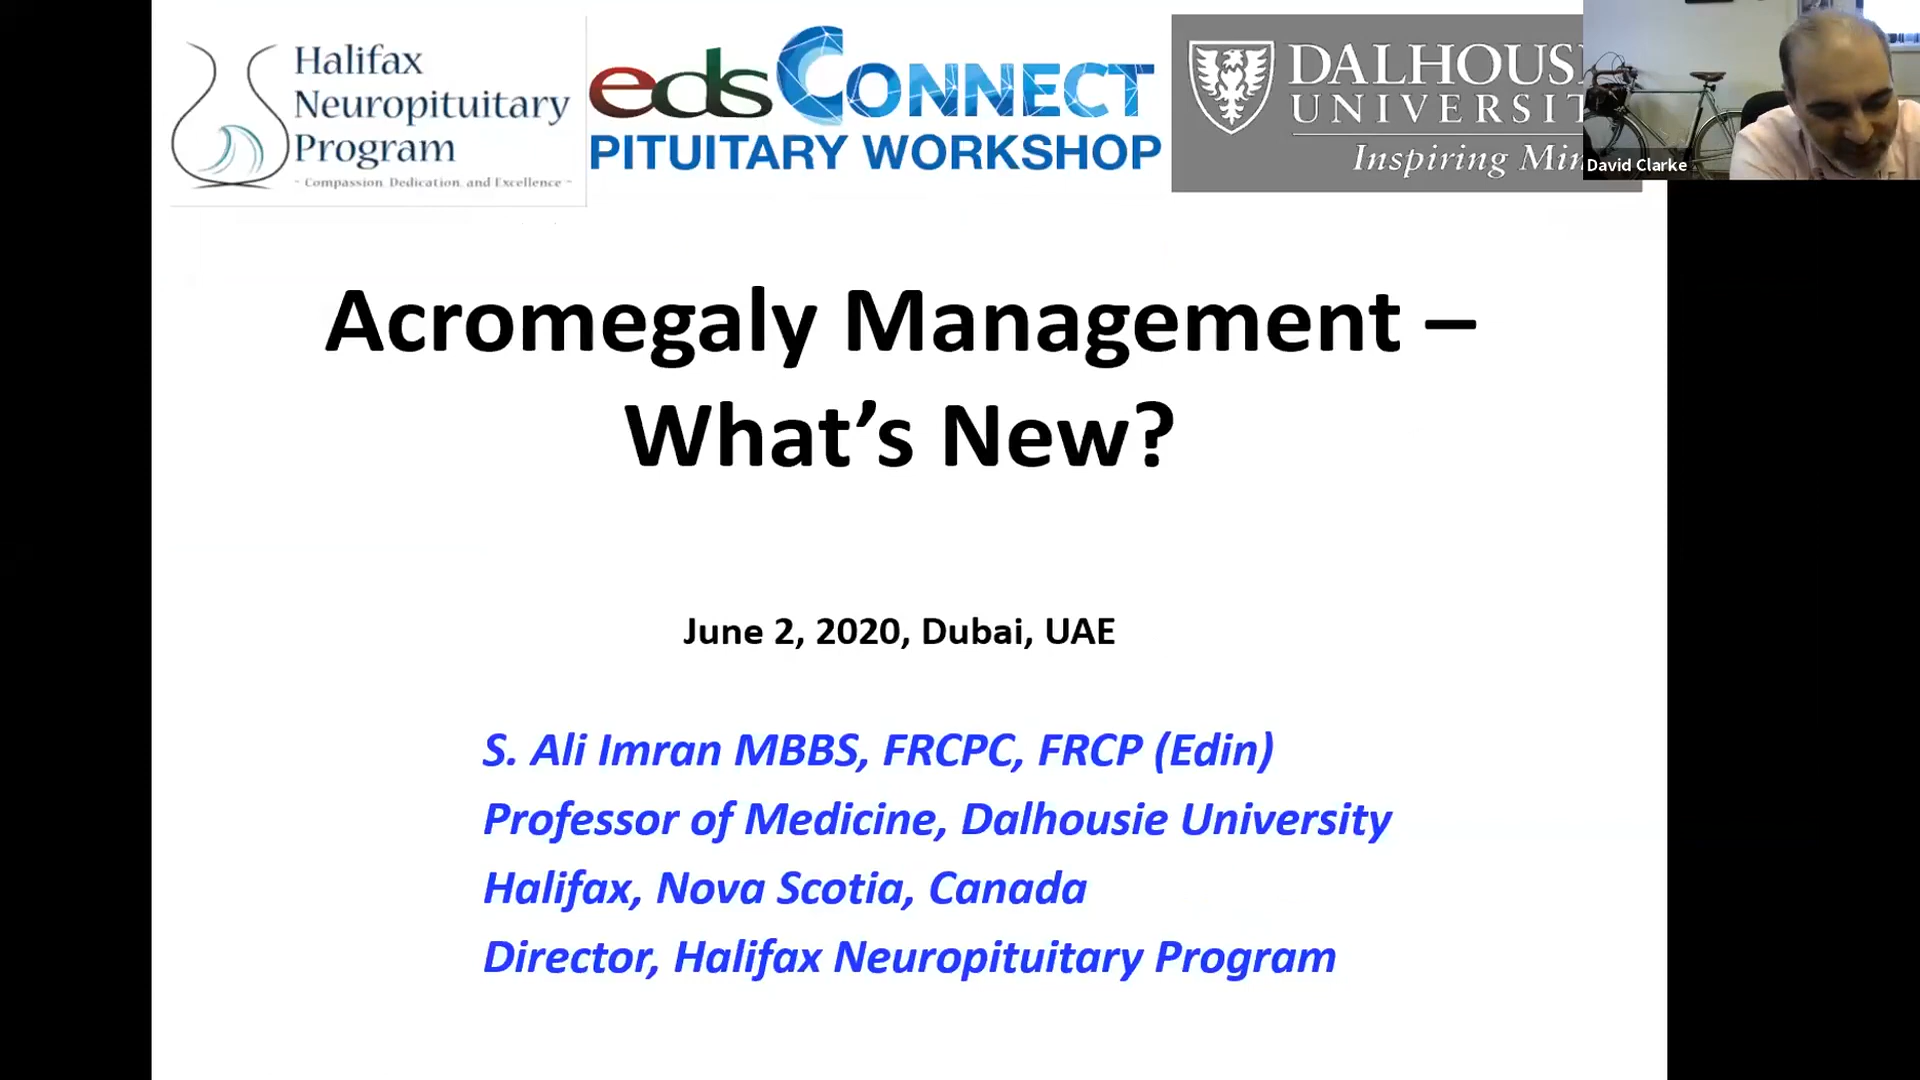 Halifax
Neuropituitary
Program
~ Compassion, Dedication, and Excellence ~
eds CONNECT
PITUITARY WORKSHOP
DALHOUS
UNIVERSIT
Inspiring Min
David Clarke
Acromegaly Management –
What's New?
June 2, 2020, Dubai, UAE
S. Ali Imran MBBS, FRCPC, FRCP (Edin)
Professor of Medicine, Dalhousie University
Halifax, Nova Scotia, Canada
Director, Halifax Neuropituitary Program